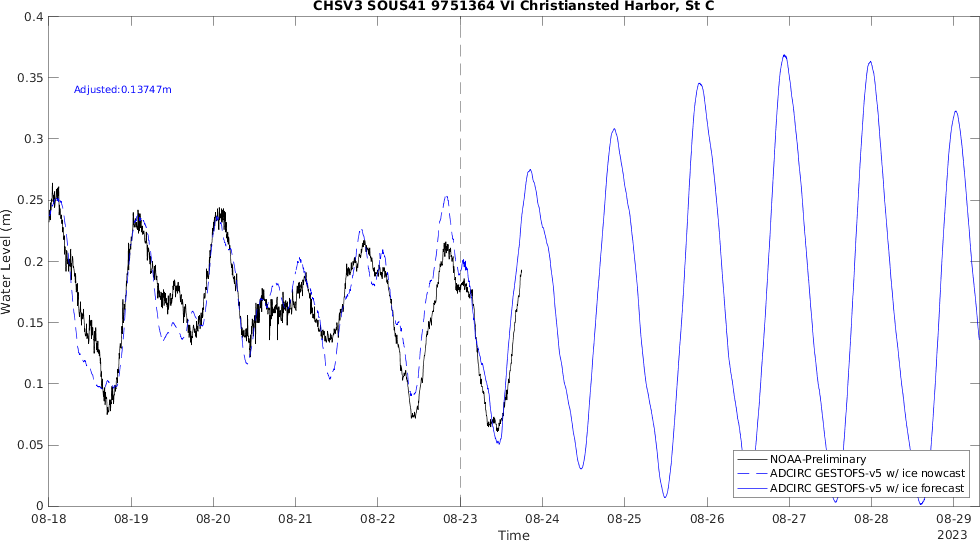 CHSV3 SOUS41 9751364 VI Christiansted Harbor, St C
0.4
0.35
0.3
0.25
0.2
0.15
0.1
0.05
0
Water Level (m)
Adjusted:0.13747m
NOAA-Preliminary
ADCIRC GESTOFS-v5 w/ ice nowcast
ADCIRC GESTOFS-v5 w/ ice forecast
08-18 08-19 08-20 08-21 08-22 08-23 08-24 08-25 08-26 08-27 08-28 08-29
Time
2023